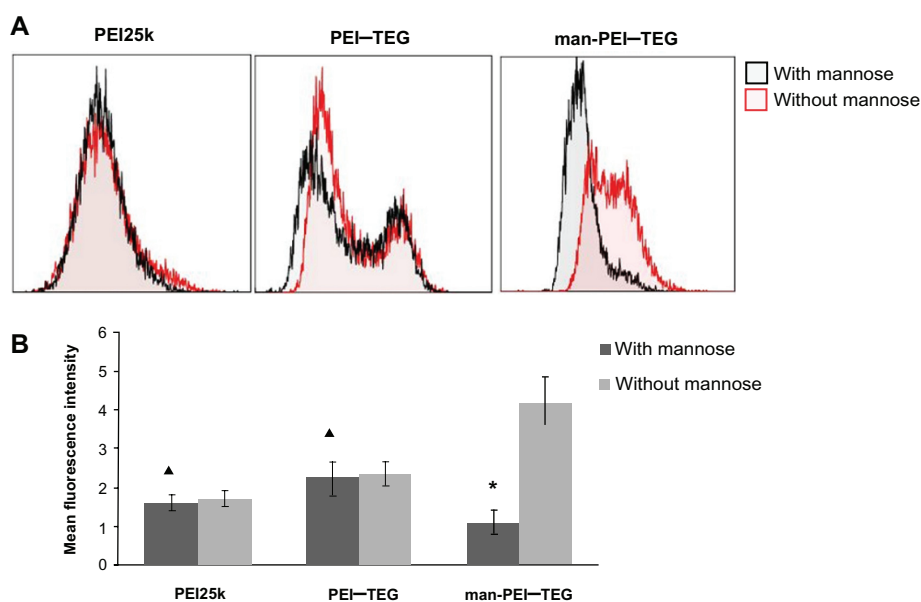 A
PEI25k PEI—TEG man-PEI—TEG
With mannose
Without mannose
B
Mean fluorescence intensity
6
5
4
3
2
1
0
▲ ▲ *
With mannose
Without mannose
PEI25k PEI—TEG man-PEI—TEG